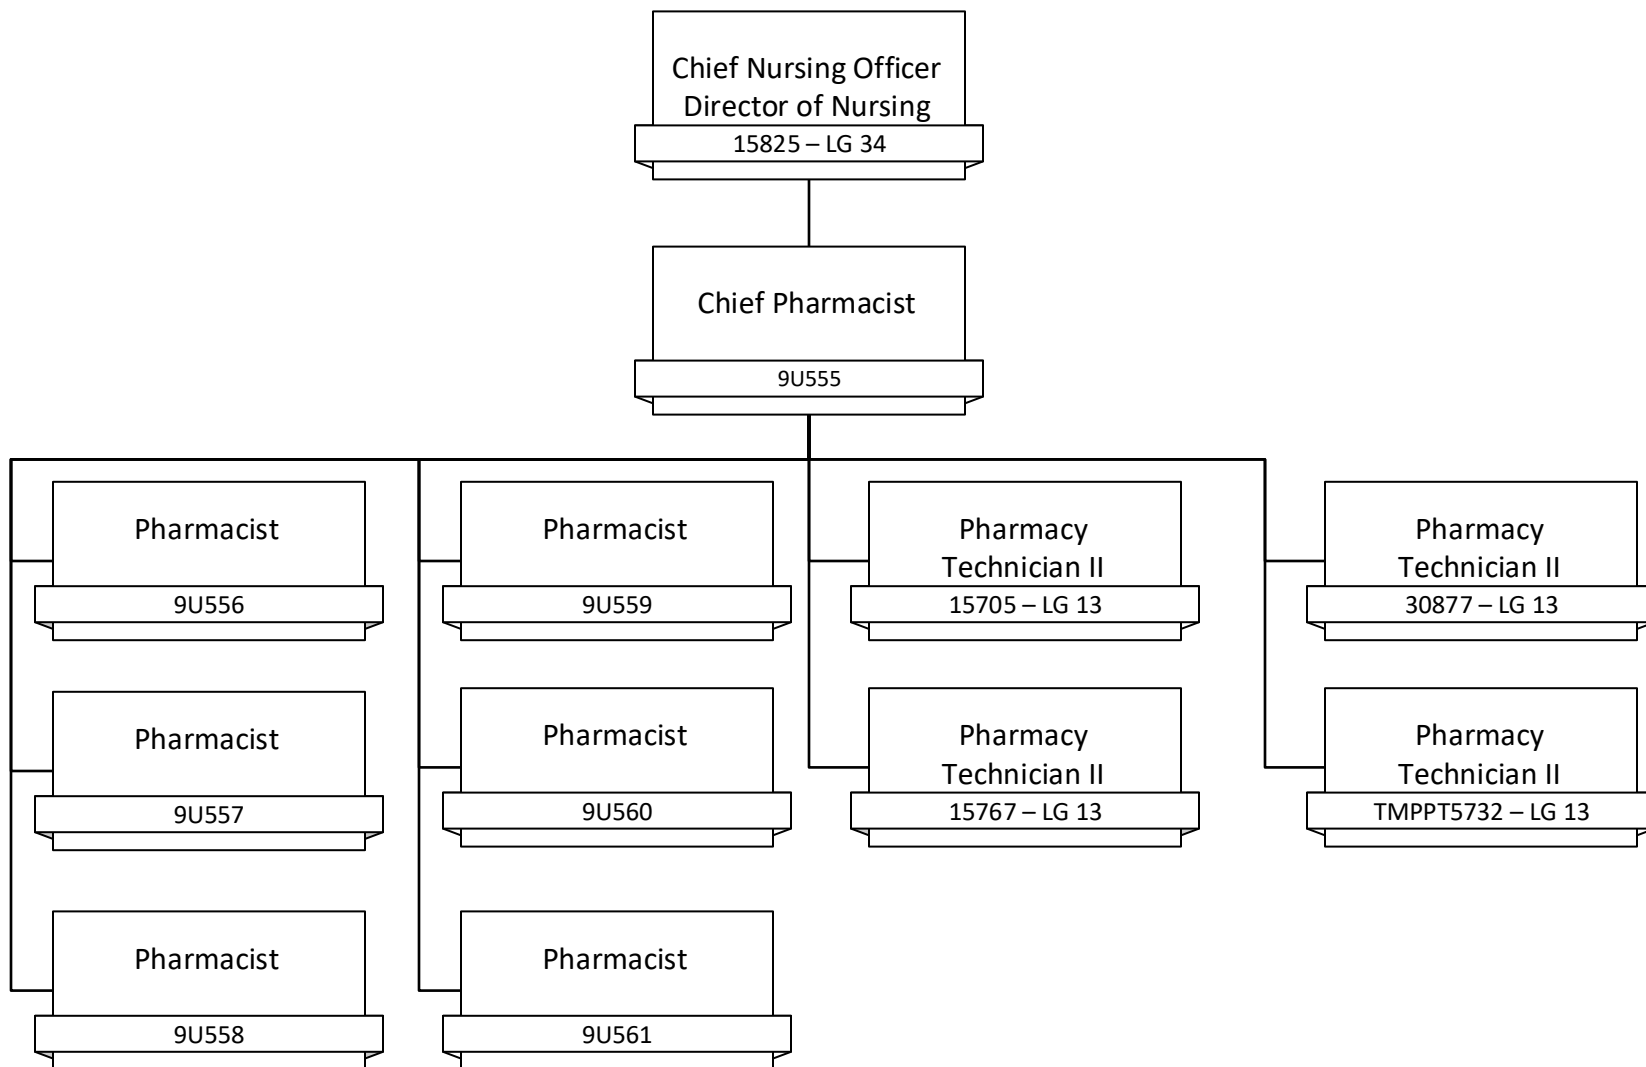 Chief Nursing Officer
Director of Nursing
15825 – LG 34
Chief Pharmacist
9U555
Pharmacist
9U556
Pharmacist
9U559
Pharmacy
Technician II
15705 – LG 13
Pharmacy
Technician II
30877 – LG 13
Pharmacist
9U557
Pharmacist
9U560
Pharmacy
Technician II
15767 – LG 13
Pharmacy
Technician II
TMPPT5732 – LG 13
Pharmacist
9U558
Pharmacist
9U561